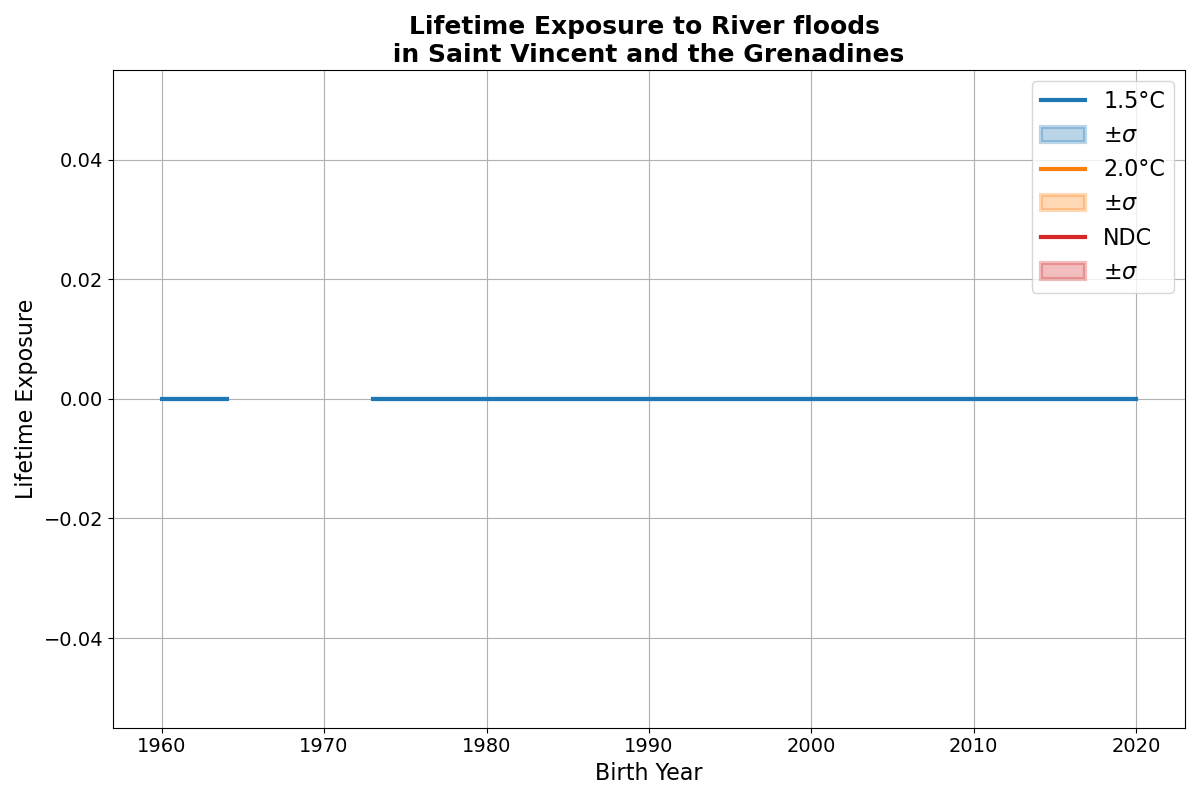 Lifetime Exposure to River floods
in Saint Vincent and the Grenadines
1.5°C
±σ
2.0°C
±σ
NDC
±σ
0.04
0.02
0.00
−0.02
−0.04
Lifetime Exposure
1960 1970 1980 1990 2000 2010 2020
Birth Year